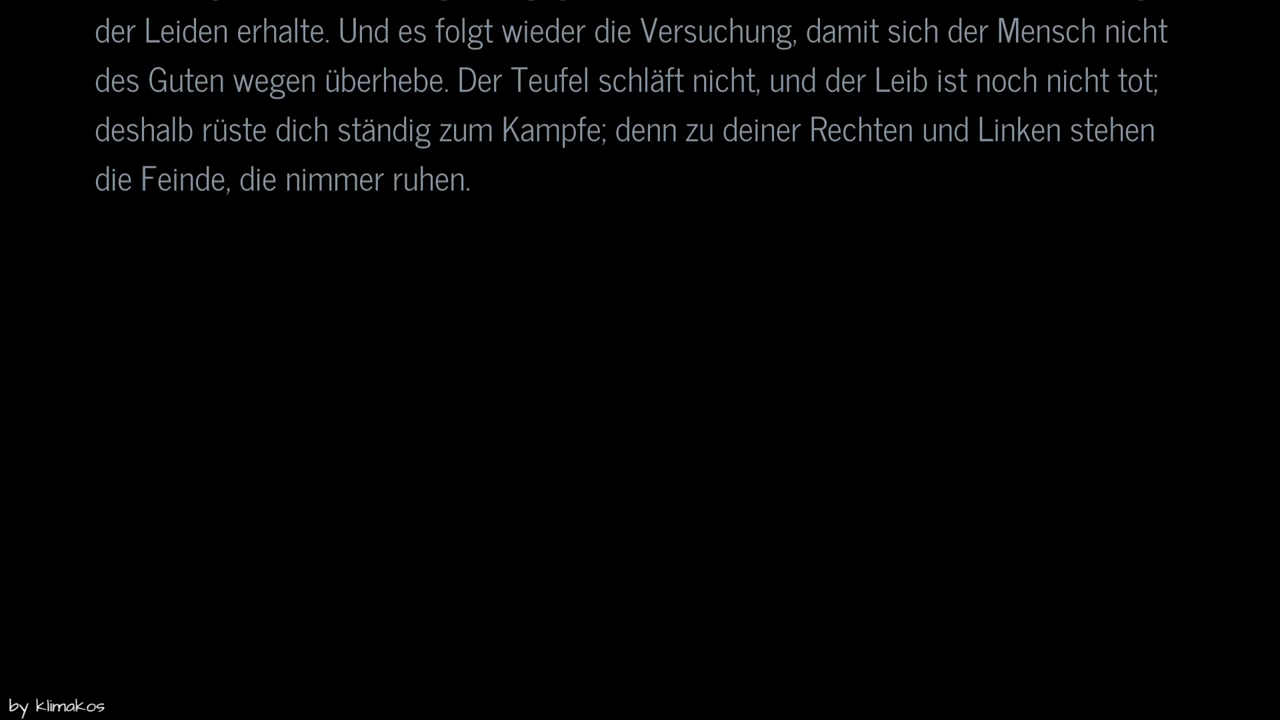 der Leiden erhalte. Und es folgt wieder die Versuchung, damit sich der Mensch nicht
des Guten wegen überhebe. Der Teufel schläft nicht, und der Leib ist noch nicht tot;
deshalb rüste dich ständig zum Kampfe; denn zu deiner Rechten und Linken stehen
die Feinde, die nimmer ruhen.
by klimakos